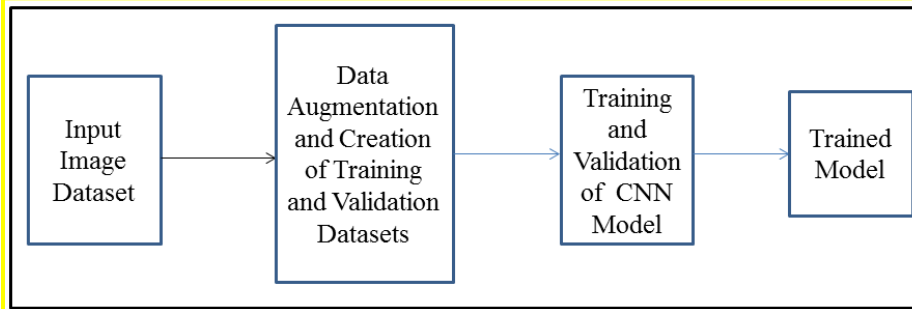 Input
Image
Dataset
Data
Augmentation
and Creation
of Training
and Validation
Datasets
Training
and
Validation
of CNN
Model
Trained
Model